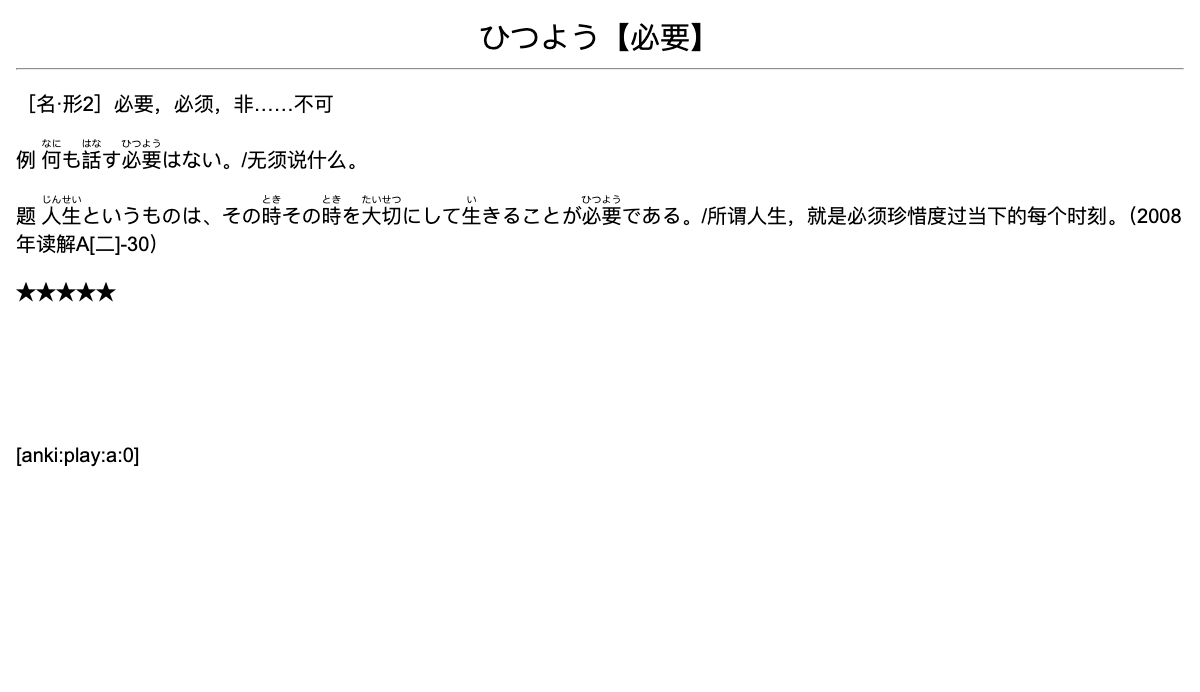 ひつよう【必要】
［名·形2］必要，必须，非……不可
なに はな ひつよう
例 何も話す必要はない。/无须说什么。
じんせい とき とき たいせつ い ひつよう
题 人生というものは、その時その時を大切にして生きることが必要である。/所谓人生，就是必须珍惜度过当下的每个时刻。（2008
年读解A[二]-30）
★★★★★
[anki:play:a:0]